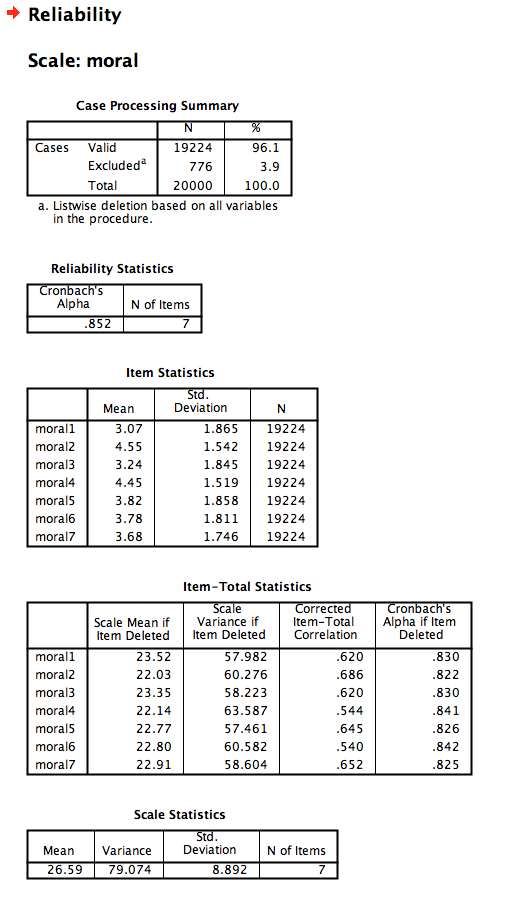 Reliability
Scale: moral
Case Processing Summary
N %
Cases Valid 19224 96.1
Excluded a 776 3.9
Total 20000 100.0
a. Listwise deletion based on all variables
in the procedure.
Reliability Statistics
Cronbach's
Alpha N of Items
.852 7
Item Statistics
Mean Std.
Deviation N
moral1 3.07 1.865 19224
moral2 4.55 1.542 19224
moral3 3.24 1.845 19224
moral4 4.45 1.519 19224
moral5 3.82 1.858 19224
moral6 3.78 1.811 19224
moral7 3.68 1.746 19224
Item-Total Statistics
Scale Mean if
Item Deleted Scale
Variance if
Item Deleted Corrected
Item-Total
Correlation Cronbach's
Alpha if Item
Deleted
moral1 23.52 57.982 .620 .830
moral2 22.03 60.276 .686 .822
moral3 23.35 58.223 .620 .830
moral4 22.14 63.587 .544 .841
moral5 22.77 57.461 .645 .826
moral6 22.80 60.582 .540 .842
moral7 22.91 58.604 .652 .825
Scale Statistics
Mean Variance Std.
Deviation N of Items
26.59 79.074 8.892 7